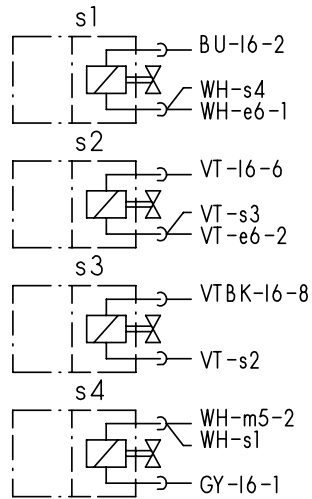 s1
BU-I6-2
WH-s4
WH-e6-1
s2
VT-I6-6
VT-s3
VT-e6-2
s3
VTBK-I6-8
VT-s2
s4
WH-m5-2
WH-s1
GY-I6-1